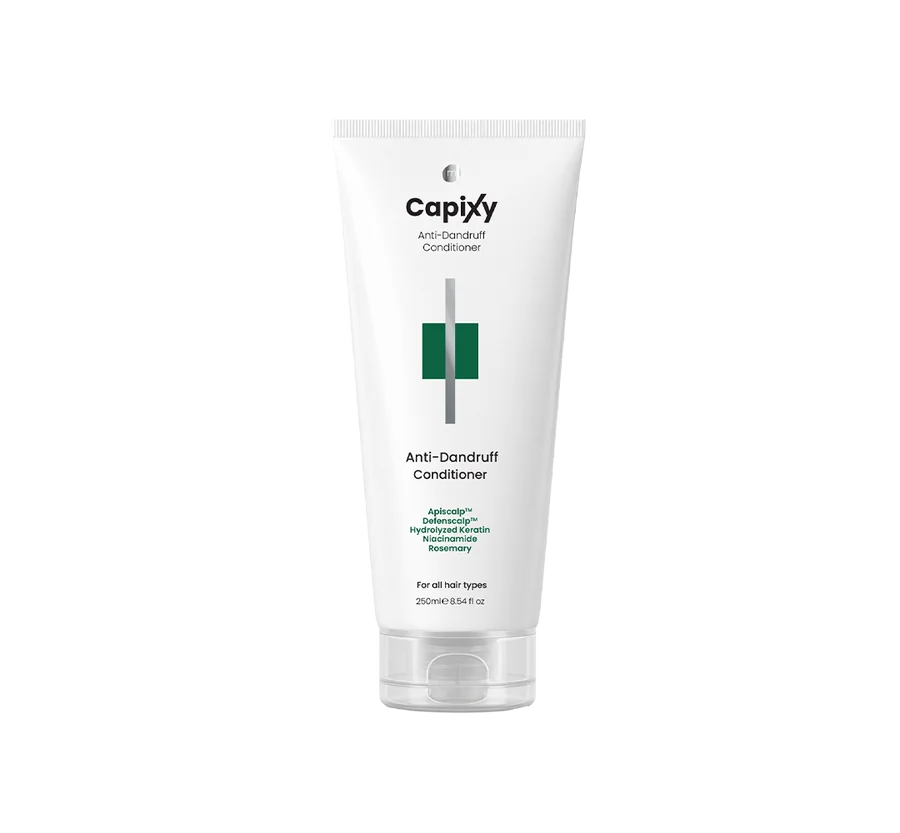 m
Capixy
Anti-Dandruff
Conditioner
Anti-Dandruff
Conditioner
Apiscalp™
Defenscalp™
Hydrolyzed Keratin
Niacinamide
Rosemary
For all hair types
250ml℮8.54 fl oz